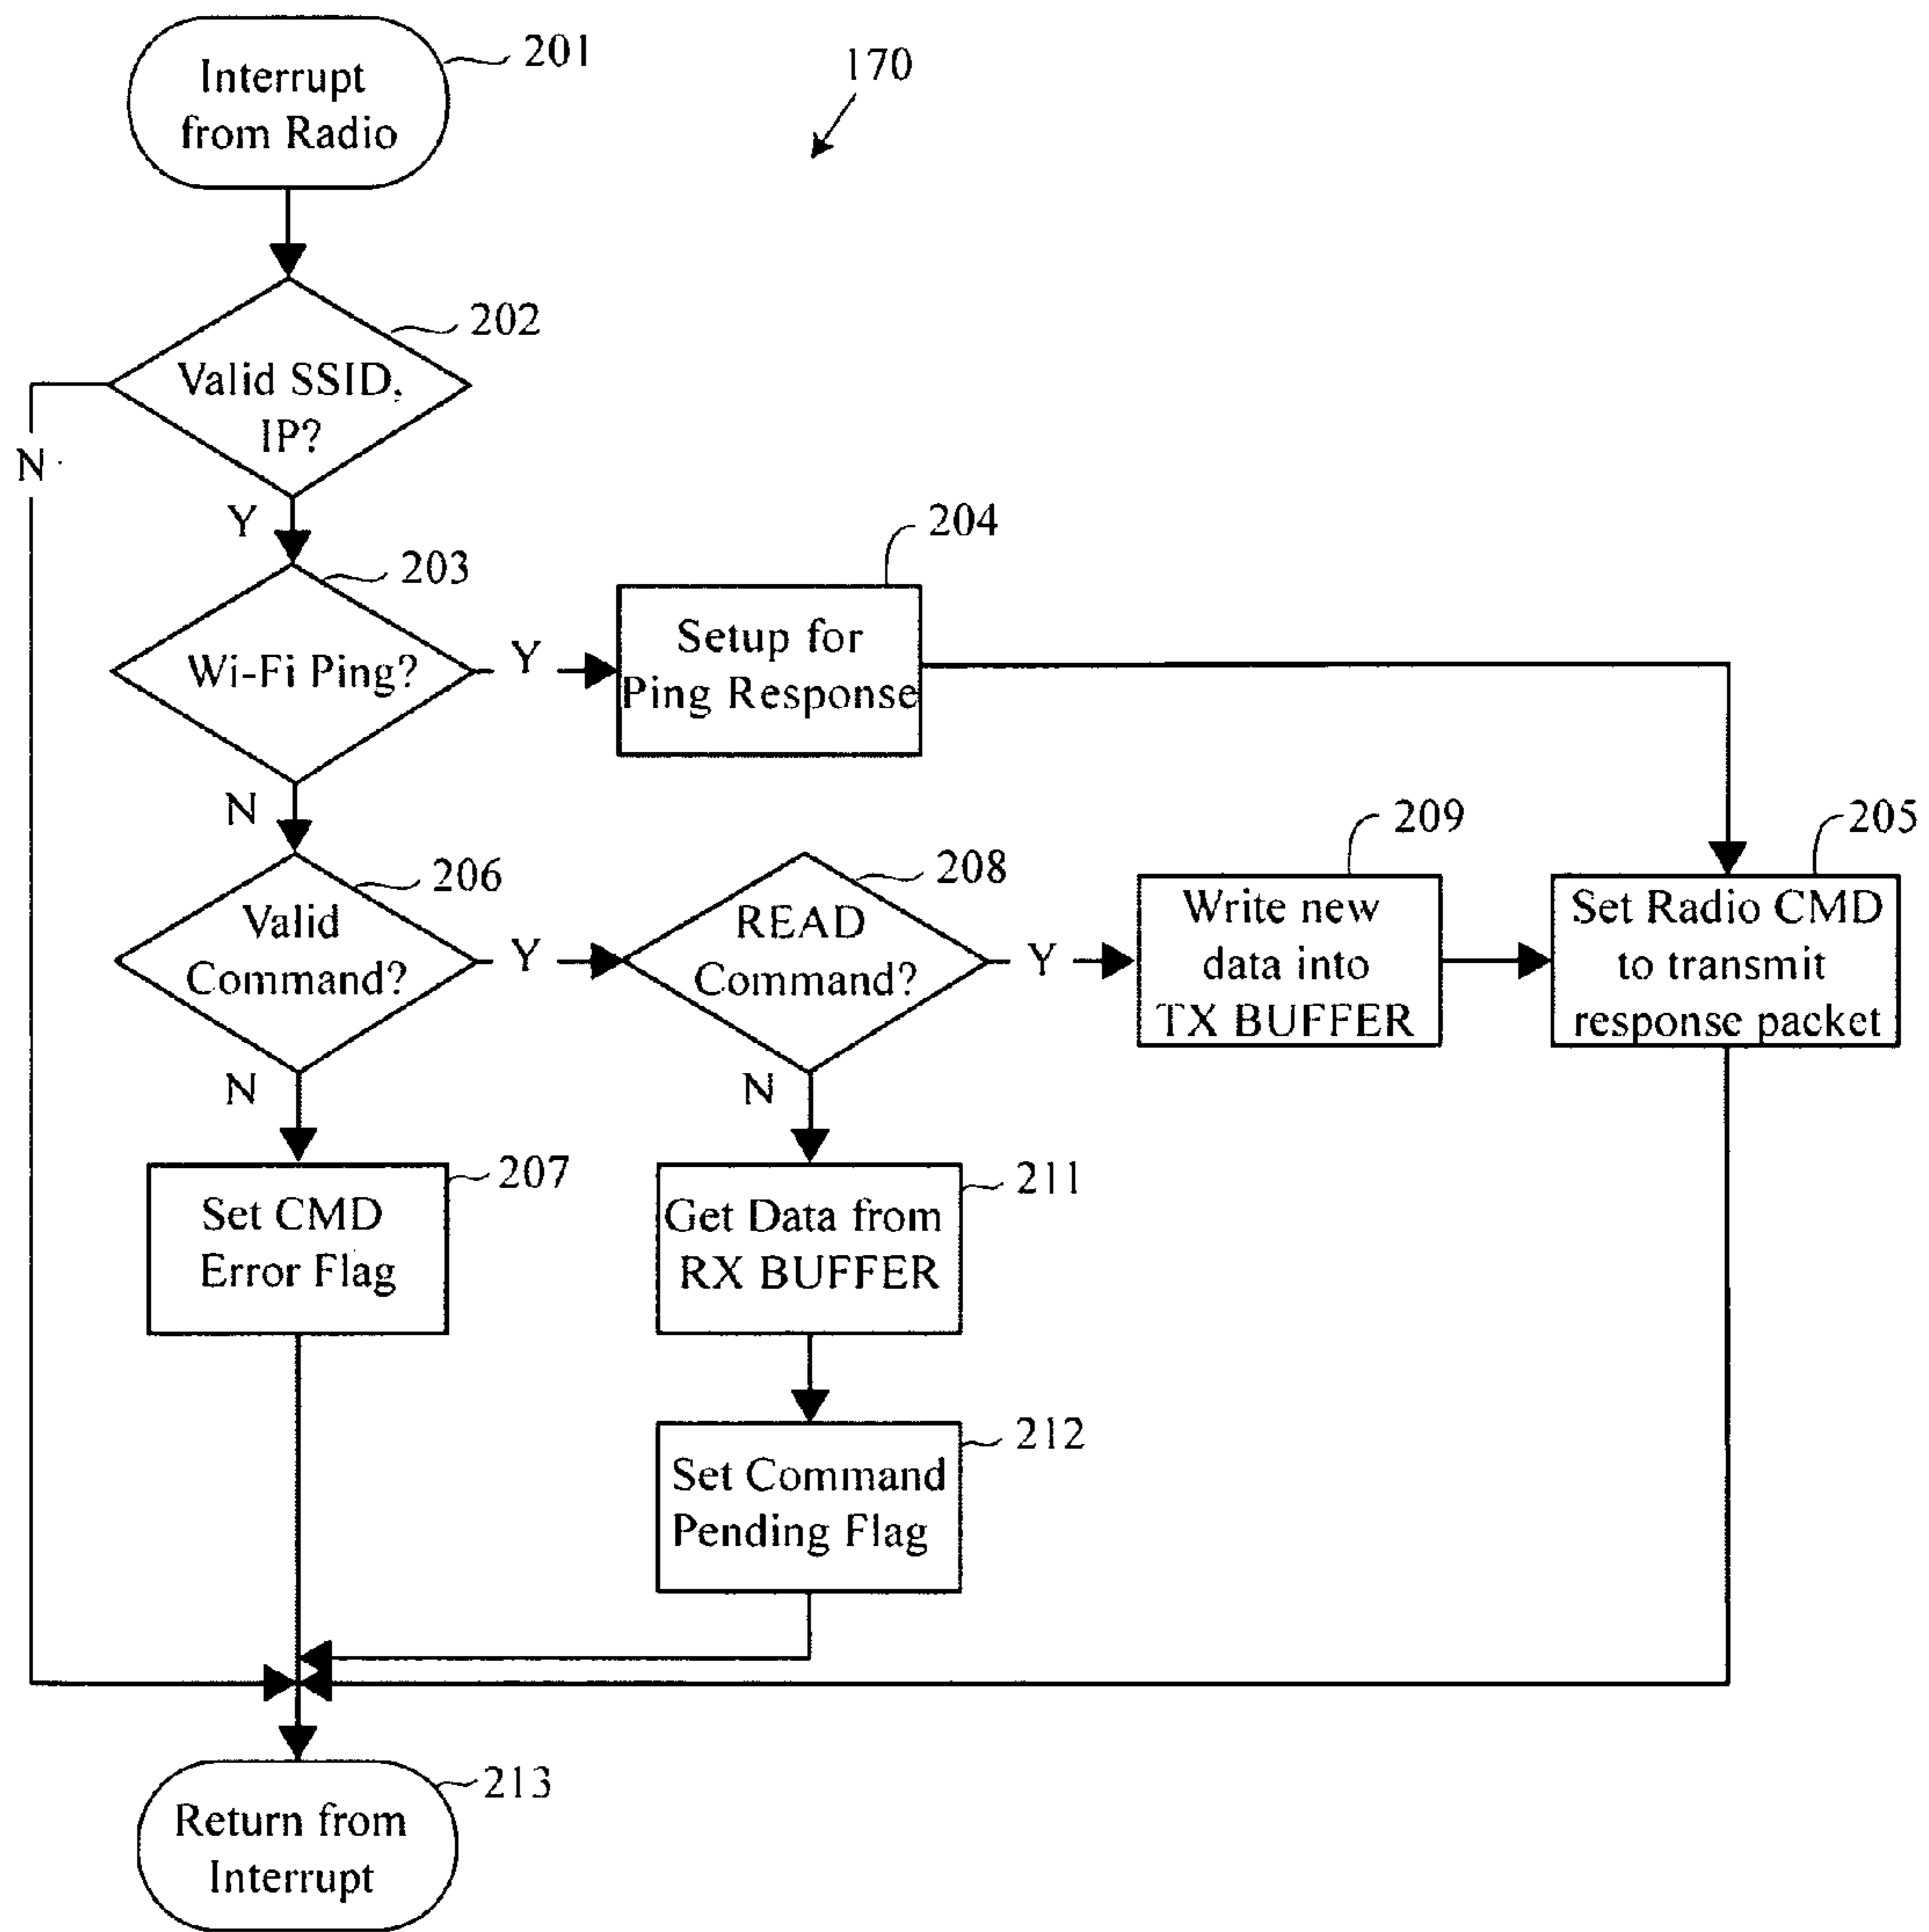 Interrupt
from Radio
201
170
Valid SSID,
IP?
202
N
Y
Wi-Fi Ping?
203
Y
Setup for
Ping Response
204
N
Valid
Command?
206
Y
READ
Command?
208
Y
Write new
data into
TX BUFFER
209
Set Radio CMD
to transmit
response packet
205
N
N
Set CMD
Error Flag
207
Get Data from
RX BUFFER
211
Set Command
Pending Flag
212
Return from
Interrupt
213